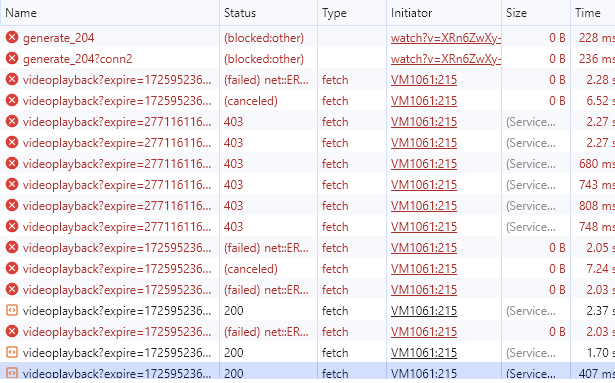 Name Status Type Initiator Size Time
generate_204 (blocked:other) watch?v=XRn6ZwXy- 0 B 228 ms
generate_204?conn2 (blocked:other) watch?v=XRn6ZwXy- 0 B 236 ms
videoplayback?expire=172595236... (failed) net::ER... fetch VM1061:215 0 B 2.28 s
videoplayback?expire=172595236... (canceled) fetch VM1061:215 0 B 6.52 s
videoplayback?expire=277116116... 403 fetch VM1061:215 (Service... 2.27 s
videoplayback?expire=277116116... 403 fetch VM1061:215 (Service... 2.27 s
videoplayback?expire=277116116... 403 fetch VM1061:215 (Service... 680 ms
videoplayback?expire=277116116... 403 fetch VM1061:215 (Service... 743 ms
videoplayback?expire=277116116... 403 fetch VM1061:215 (Service... 808 ms
videoplayback?expire=277116116... 403 fetch VM1061:215 (Service... 748 ms
videoplayback?expire=172595236... (failed) net::ER... fetch VM1061:215 0 B 2.05 s
videoplayback?expire=172595236... (canceled) fetch VM1061:215 0 B 7.24 s
videoplayback?expire=172595236... (failed) net::ER... fetch VM1061:215 0 B 2.03 s
videoplayback?expire=172595236... 200 fetch VM1061:215 (Service... 2.37 s
videoplayback?expire=172595236... (failed) net::ER... fetch VM1061:215 0 B 2.03 s
videoplayback?expire=172595236... 200 fetch VM1061:215 (Service... 1.70 s
videoplayback?expire=172595236... 200 fetch VM1061:215 (Service... 407 ms